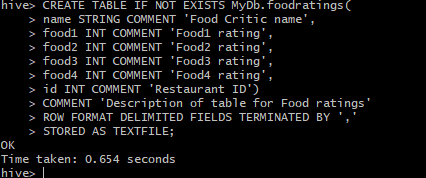 hive> CREATE TABLE IF NOT EXISTS MyDb.foodratings(
    > name STRING COMMENT 'Food Critic name',
    > food1 INT COMMENT 'Food1 rating',
    > food2 INT COMMENT 'Food2 rating',
    > food3 INT COMMENT 'Food3 rating',
    > food4 INT COMMENT 'Food4 rating',
    > id INT COMMENT 'Restaurant ID')
    > COMMENT 'Description of table for Food ratings'
    > ROW FORMAT DELIMITED FIELDS TERMINATED BY ','
    > STORED AS TEXTFILE;
OK
Time taken: 0.654 seconds
hive>